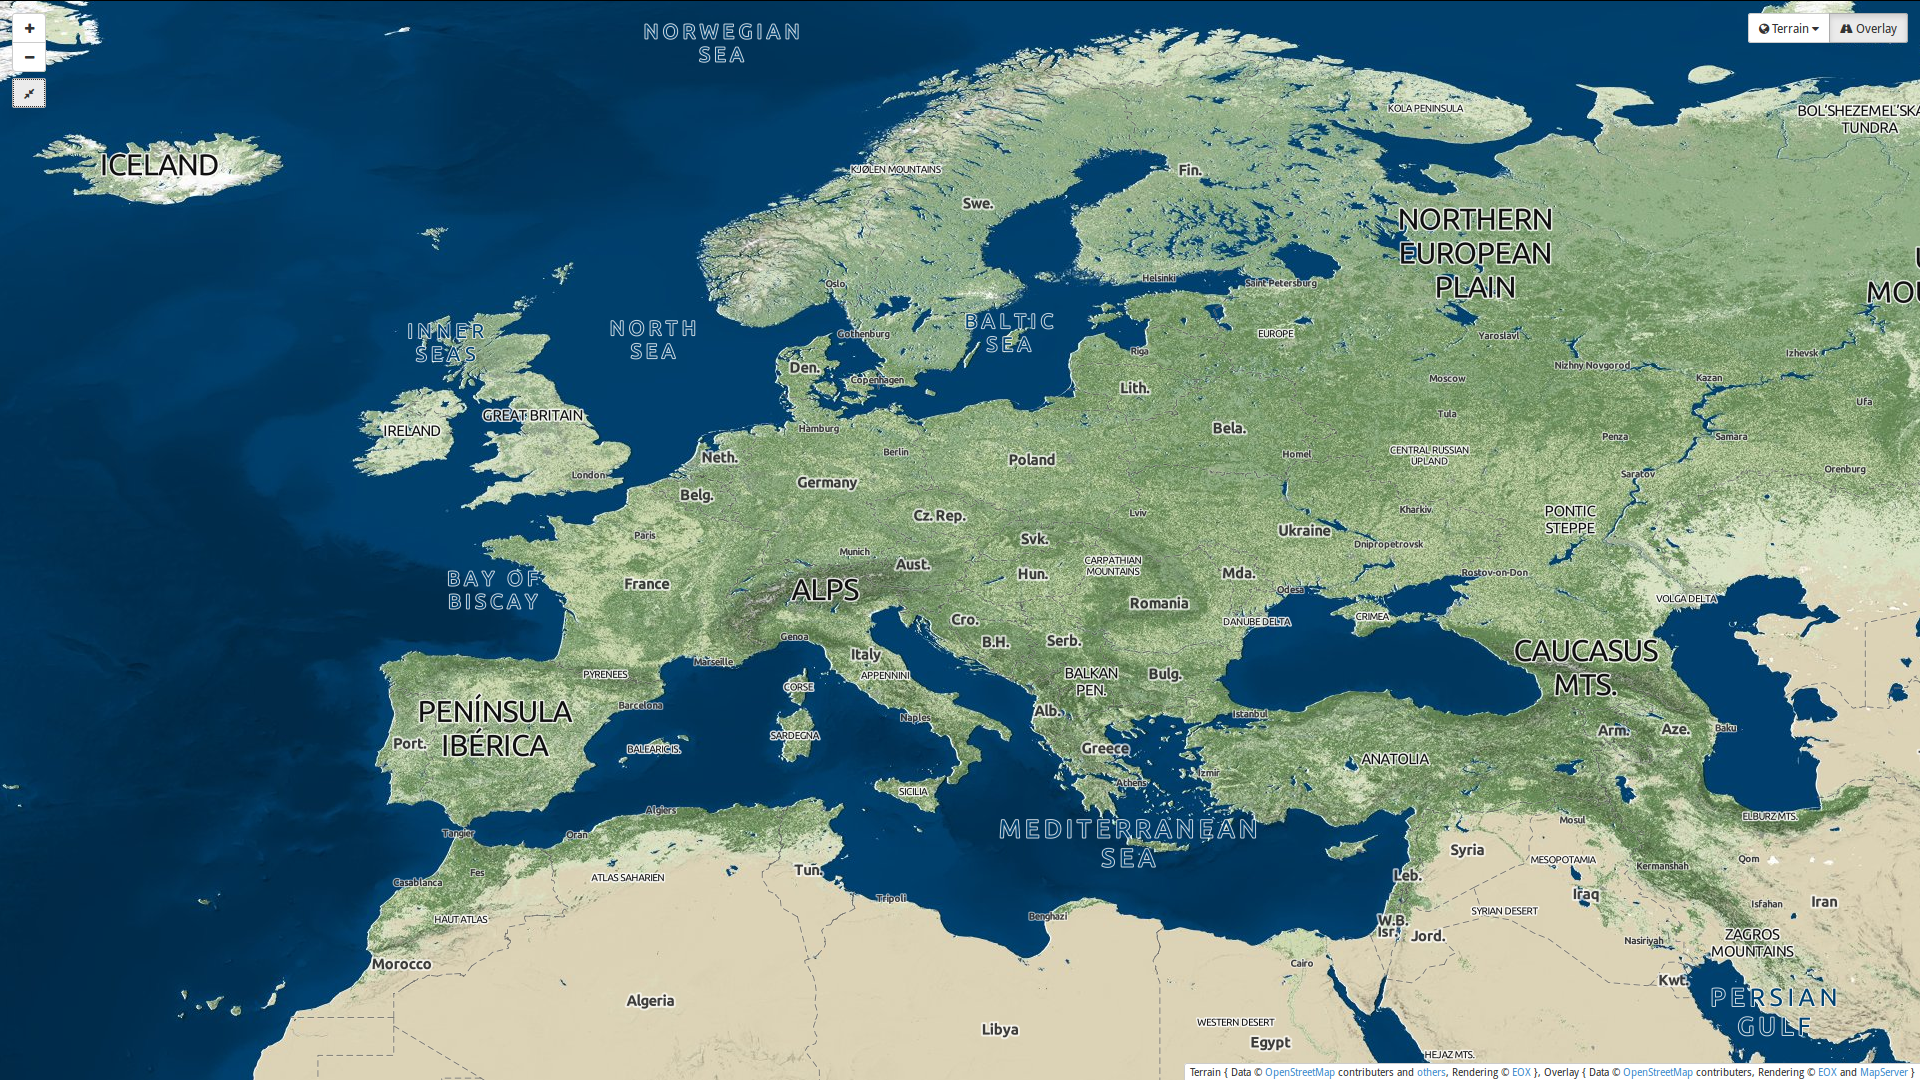 +
−
Terrain
Overlay
NORWEGIAN
SEA
KOLA PENINSULA
TUNDRA
ICELAND
KJØLEN MOUNTAINS
Fin.
Swe.
NORTHERN
EUROPEAN
PLAIN
Helsinki
Saint Petersburg
Oslo
INNER
SEAS
NORTH
SEA
BALTIC
SEA
Gothenburg
EUROPE
Yaroslavl
Riga
Izhevsk
Nizhny Novgorod
Den.
Copenhagen
Lith.
Moscow
Kazan
Ufa
GREAT BRITAIN
IRELAND
Tula
Hamburg
Bela.
Penza
Samara
Berlin
Neth.
Poland
Homel
CENTRAL RUSSIAN
UPLAND
London
Germany
Saratov
Orenburg
Belg.
Cz. Rep.
Lviv
Kharkiv
PONTIC
STEPPE
Paris
Svk.
Ukraine
Dnipropetrovsk
Munich
Aust.
Hun.
CARPATHIAN
MOUNTAINS
Mda.
Rostov-on-Don
BAY OF
BISCAY
France
ALPS
Odesa
Romania
VOLGA DELTA
Cro.
DANUBE DELTA
CRIMEA
Genoa
B.H.
Serb.
Italy
CAUCASUS
MTS.
Marseille
PYRENEES
APPENNINI
BALKAN
PEN.
Bulg.
CORSE
Barcelona
PENÍNSULA
IBÉRICA
Naples
Alb.
Istanbul
Port.
BALEARIC IS.
SARDEGNA
Greece
Arm.
Aze.
Baku
ANATOLIA
Izmir
Athens
SICILIA
Algiers
Tangier
Oran
MEDITERRANEAN
SEA
Mosul
ELBURZ MTS.
Syria
MESOPOTAMIA
Qom
Kermanshah
Fes
ATLAS SAHARIEN
Tun.
Leb.
Casablanca
Tripoli
Iraq
Isfahan
Iran
HAUT ATLAS
Benghazi
SYRIAN DESERT
W.B.
Isr.
Jord.
Nasiriyah
ZAGROS
MOUNTAINS
Morocco
Cairo
Kwt.
PERSIAN
GULF
Algeria
Libya
WESTERN DESERT
Egypt
HEJAZ MTS.
Terrain { Data © OpenStreetMap contributors and others, Rendering © EOX }, Overlay { Data © OpenStreetMap contributors, Rendering © EOX and MapServer }